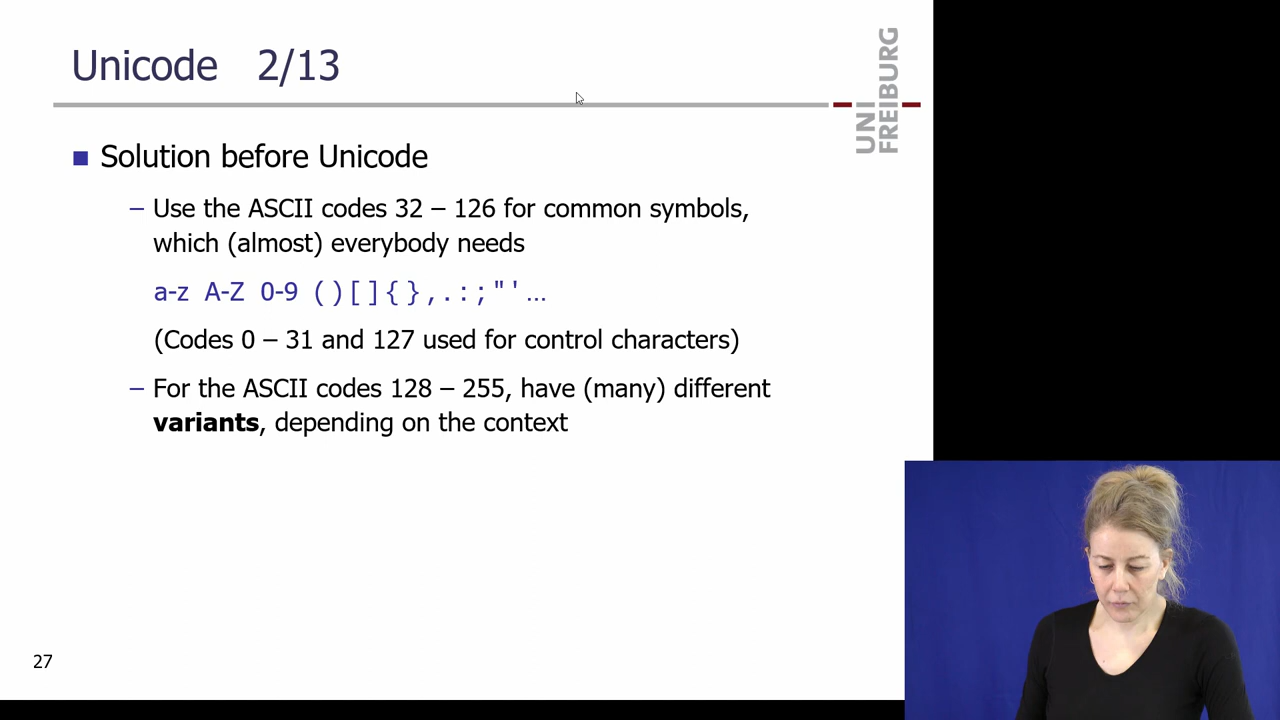 Unicode 2/13
UNI
FREIBURG
■ Solution before Unicode
– Use the ASCII codes 32 – 126 for common symbols,
which (almost) everybody needs
a-z A-Z 0-9 ( ) [ ] { } , . : ; " ' …
(Codes 0 – 31 and 127 used for control characters)
– For the ASCII codes 128 – 255, have (many) different
variants, depending on the context
27